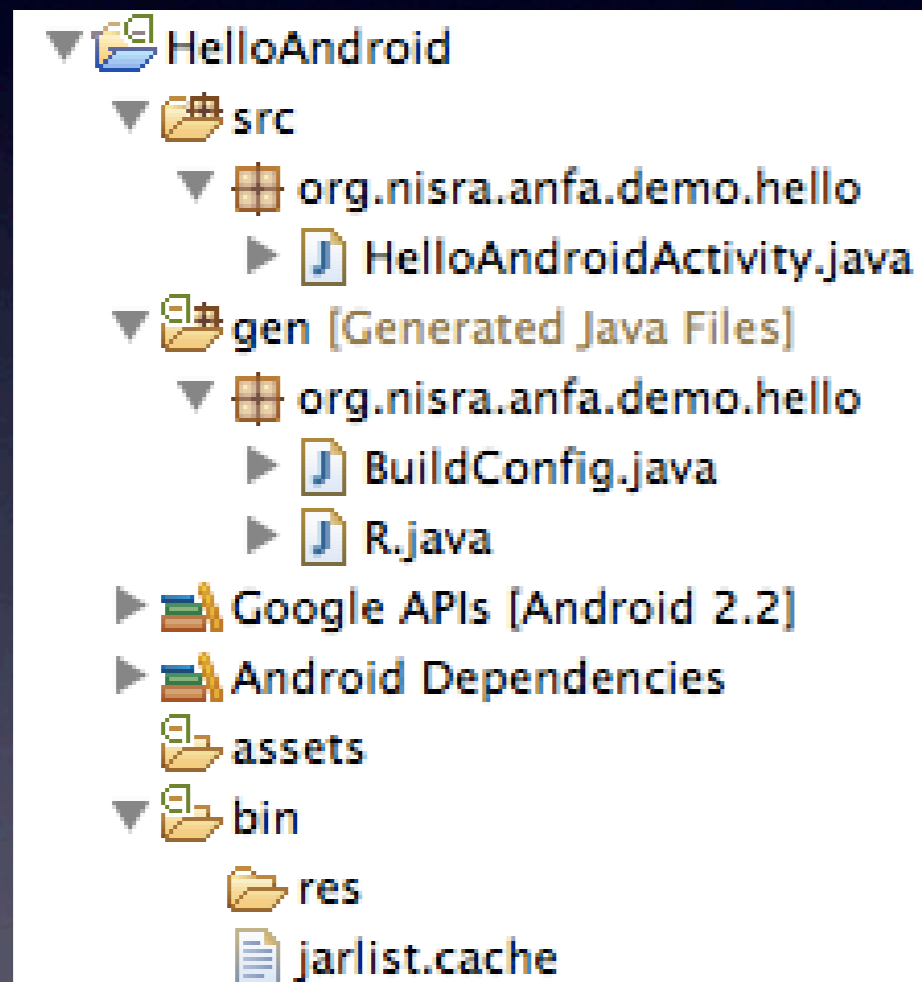 HelloAndroid
src
org.nisra.anfa.demo.hello
HelloAndroidActivity.java
gen [Generated Java Files]
org.nisra.anfa.demo.hello
BuildConfig.java
R.java
Google APIs [Android 2.2]
Android Dependencies
assets
bin
res
jarlist.cache